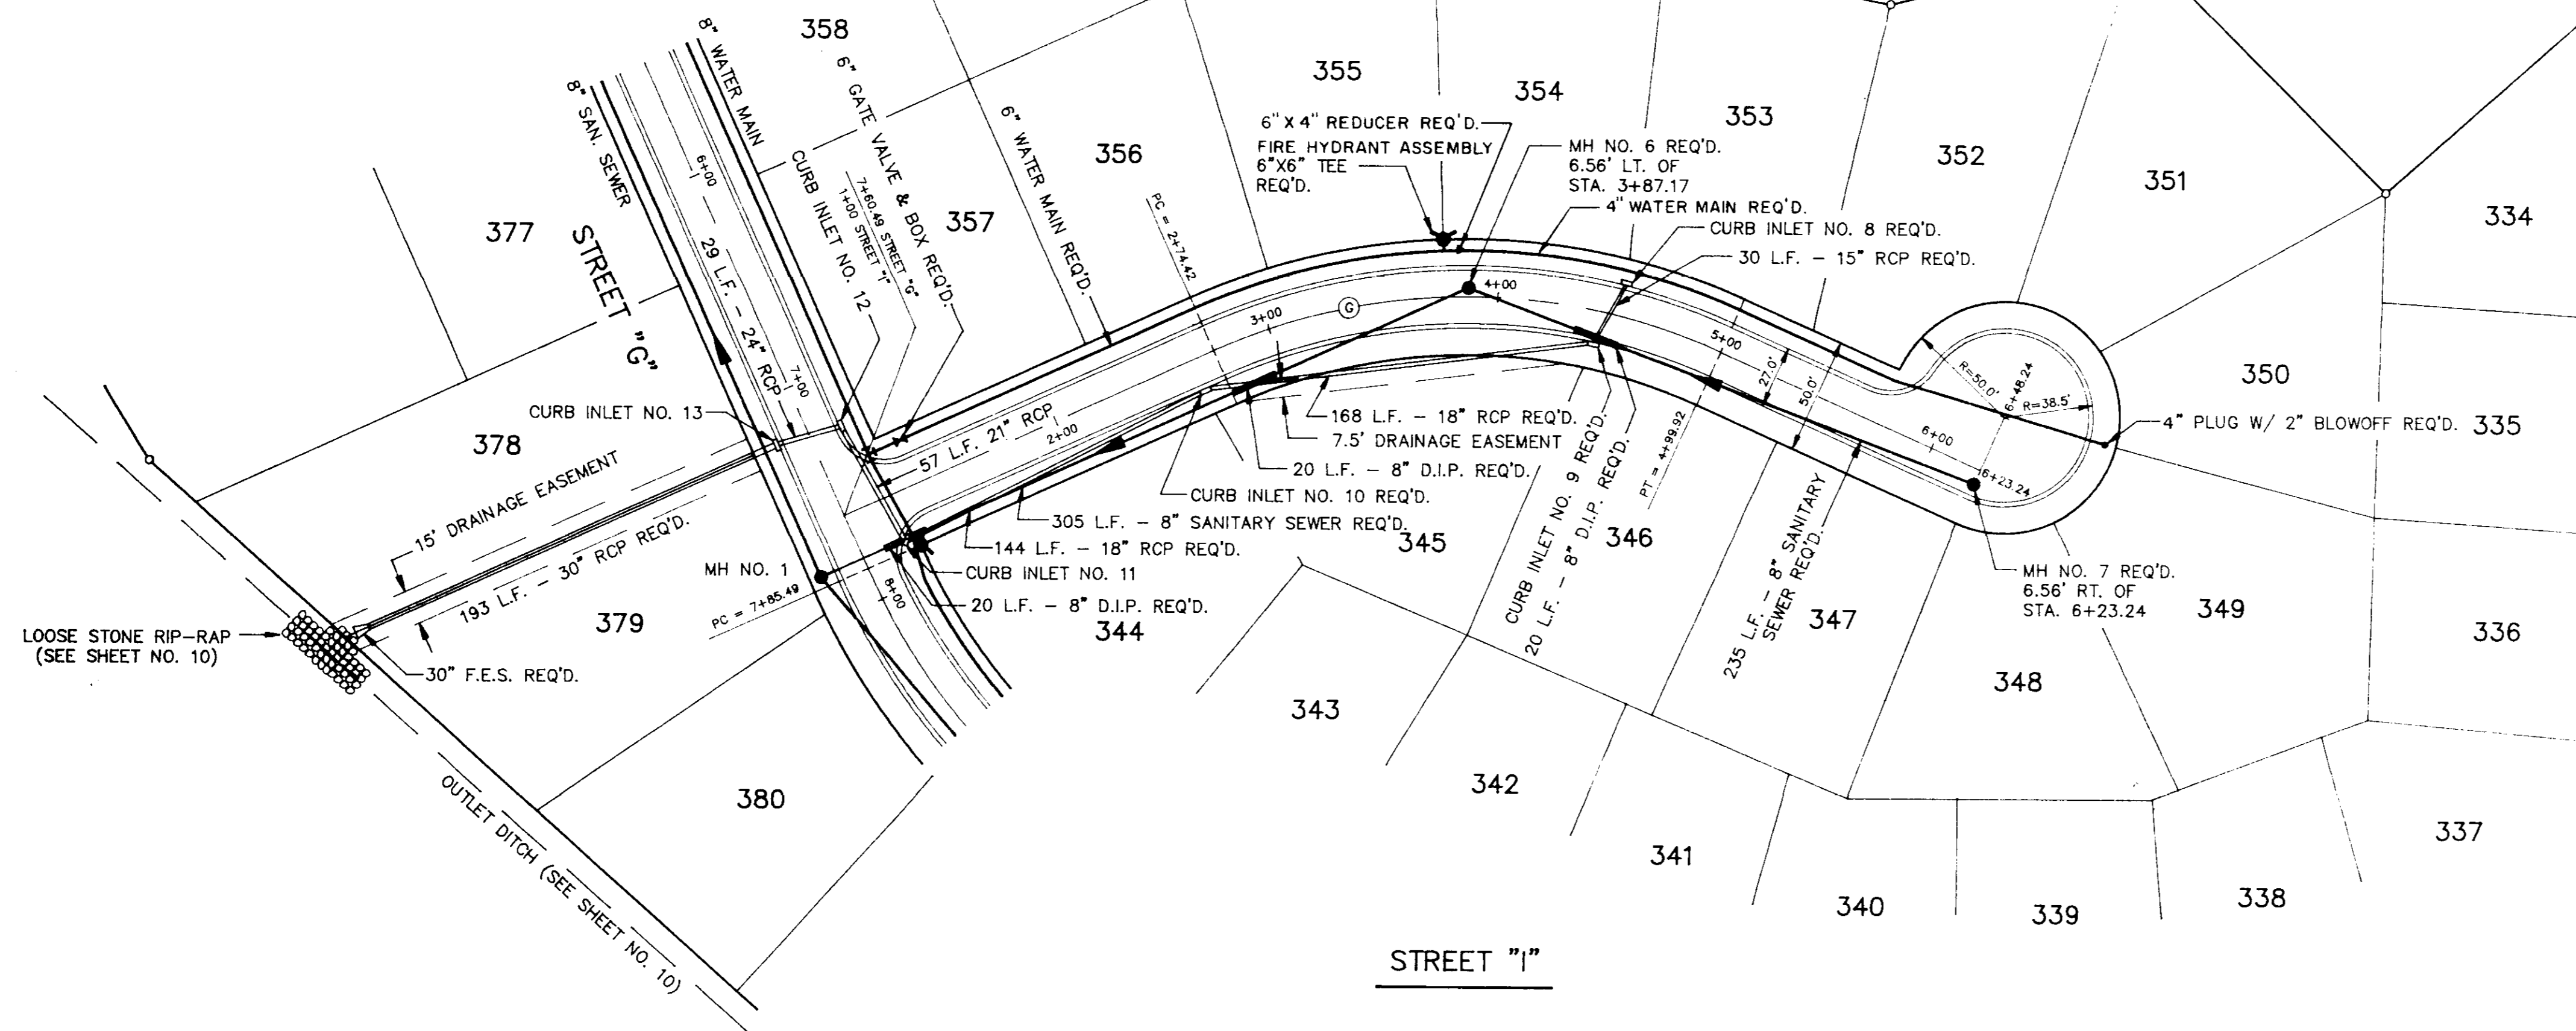 358
8" WATER MAIN
6" GATE VALVE & BOX REQ'D.
8" SAN. SEWER
CURB INLET NO. 12
7+60.49 STREET "G"
1+00 STREET "I"
6" WATER MAIN REQ'D.
355
354
353
352
351
334
356
357
377
STREET "G"
6+00
29 L.F. - 24" RCP
7+00
PC = 2+74.42
6" X 4" REDUCER REQ'D.
FIRE HYDRANT ASSEMBLY
6"X6" TEE
REQ'D.
MH NO. 6 REQ'D.
6.56' LT. OF
STA. 3+87.17
4" WATER MAIN REQ'D.
CURB INLET NO. 8 REQ'D.
30 L.F. - 15" RCP REQ'D.
3+00
G
4+00
5+00
27.0'
50.0'
R=50.0'
6+48.24
R=38.5'
350
335
4" PLUG W/ 2" BLOWOFF REQ'D.
6+00
6+23.24
CURB INLET NO. 13
378
57 L.F. 21" RCP
2+00
168 L.F. - 18" RCP REQ'D.
7.5' DRAINAGE EASEMENT
20 L.F. - 8" D.I.P. REQ'D.
CURB INLET NO. 10 REQ'D.
305 L.F. - 8" SANITARY SEWER REQ'D.
144 L.F. - 18" RCP REQ'D.
CURB INLET NO. 11
20 L.F. - 8" D.I.P. REQ'D.
CURB INLET NO. 9 REQ'D.
20 L.F. - 8" D.I.P. REQ'D.
PT = 4+99.92
235 L.F. - 8" SANITARY
SEWER REQ'D.
345
346
347
MH NO. 7 REQ'D.
6.56' RT. OF
STA. 6+23.24
349
336
15' DRAINAGE EASEMENT
193 L.F. - 30" RCP REQ'D.
MH NO. 1
PC = 7+85.49
8+00
344
379
LOOSE STONE RIP-RAP
(SEE SHEET NO. 10)
30" F.E.S. REQ'D.
348
343
342
380
OUTLET DITCH (SEE SHEET NO. 10)
341
340
339
338
337
STREET "I"